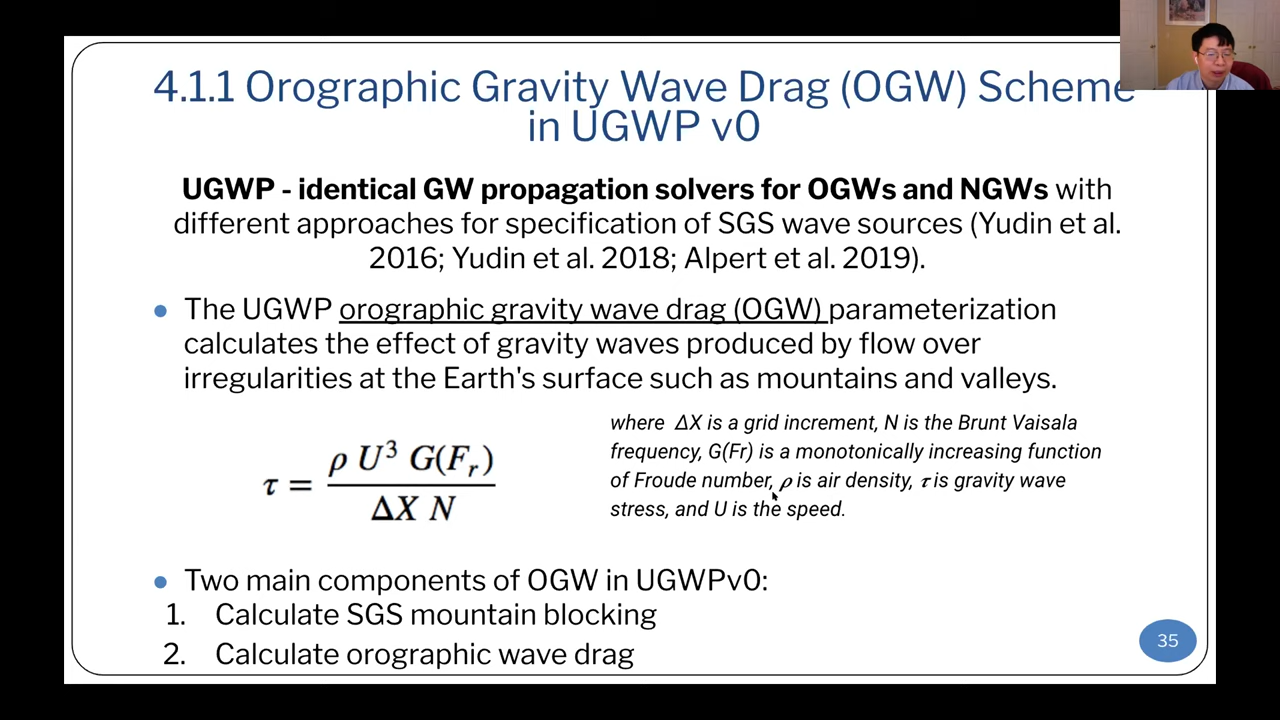 4.1.1 Orographic Gravity Wave Drag (OGW) Scheme
in UGWP v0
UGWP - identical GW propagation solvers for OGWs and NGWs with
different approaches for specification of SGS wave sources (Yudin et al.
2016; Yudin et al. 2018; Alpert et al. 2019).
• The UGWP orographic gravity wave drag (OGW) parameterization
calculates the effect of gravity waves produced by flow over
irregularities at the Earth's surface such as mountains and valleys.
τ = ρ U³ G(Fᵣ) / ΔX N
where ΔX is a grid increment, N is the Brunt Vaisala
frequency, G(Fr) is a monotonically increasing function
of Froude number, ρ is air density, τ is gravity wave
stress, and U is the speed.
• Two main components of OGW in UGWPv0:
1. Calculate SGS mountain blocking
2. Calculate orographic wave drag
35